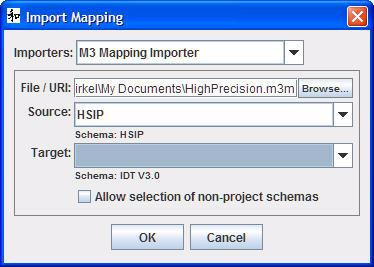 Import Mapping
Importers: M3 Mapping Importer
File / URI: irkel\My Documents\HighPrecision.m3m Browse...
Source: HSIP
Schema: HSIP
Target:
Schema: IDT V3.0
Allow selection of non-project schemas
OK Cancel